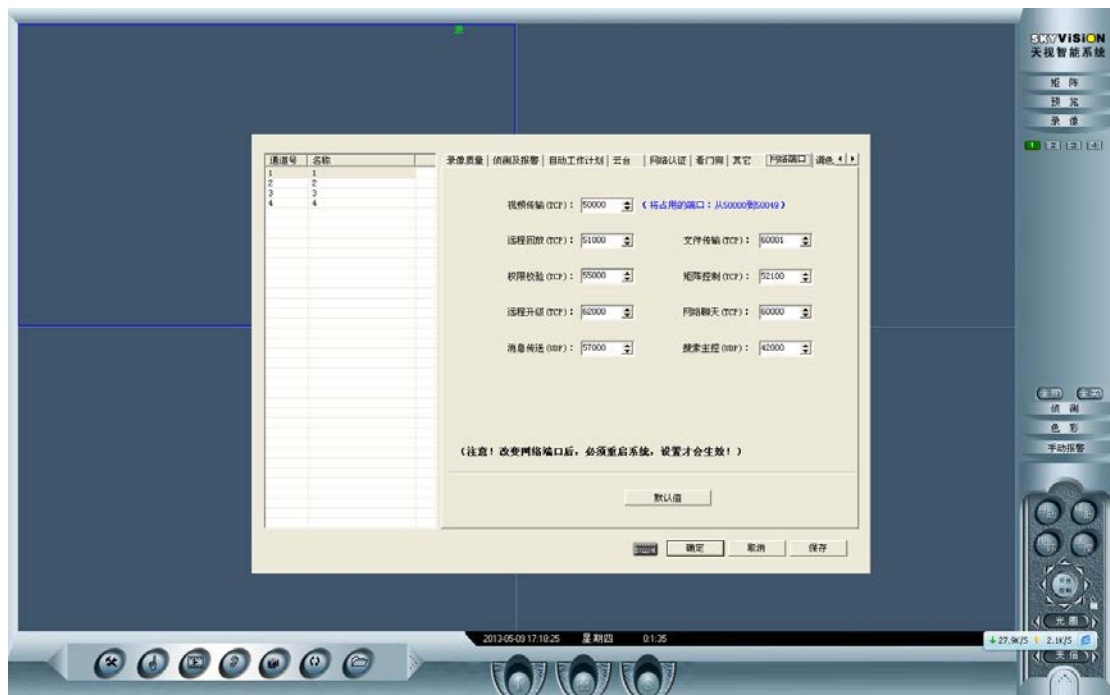 录
SKYVISION
天视智能系统
矩 阵
预 览
录 像
1 2 3 4
通道号 名称
1 1
2 2
3 3
4 4
录像质量 侦测及报警 自动工作计划 云台 网络认证 看门狗 其它 网络端口 调色
视频传输(TCP): 50000 (将占用的端口:从50000到50049)
远程回放(TCP): 51000 文件传输(TCP): 60001
权限校验(TCP): 55000 矩阵控制(TCP): 52100
远程升级(TCP): 62000 网络聊天(TCP): 60000
消息传送(UDP): 57000 搜索主控(UDP): 42000
(注意!改变网络端口后,必须重启系统,设置才会生效!)
默认值
确定 取消 保存
侦 测
色 彩
手动报警
云台
控制
光 圈
变 倍
2013-05-09 17:18:25 星期四 0:1:35
27.9K/S 2.1K/S